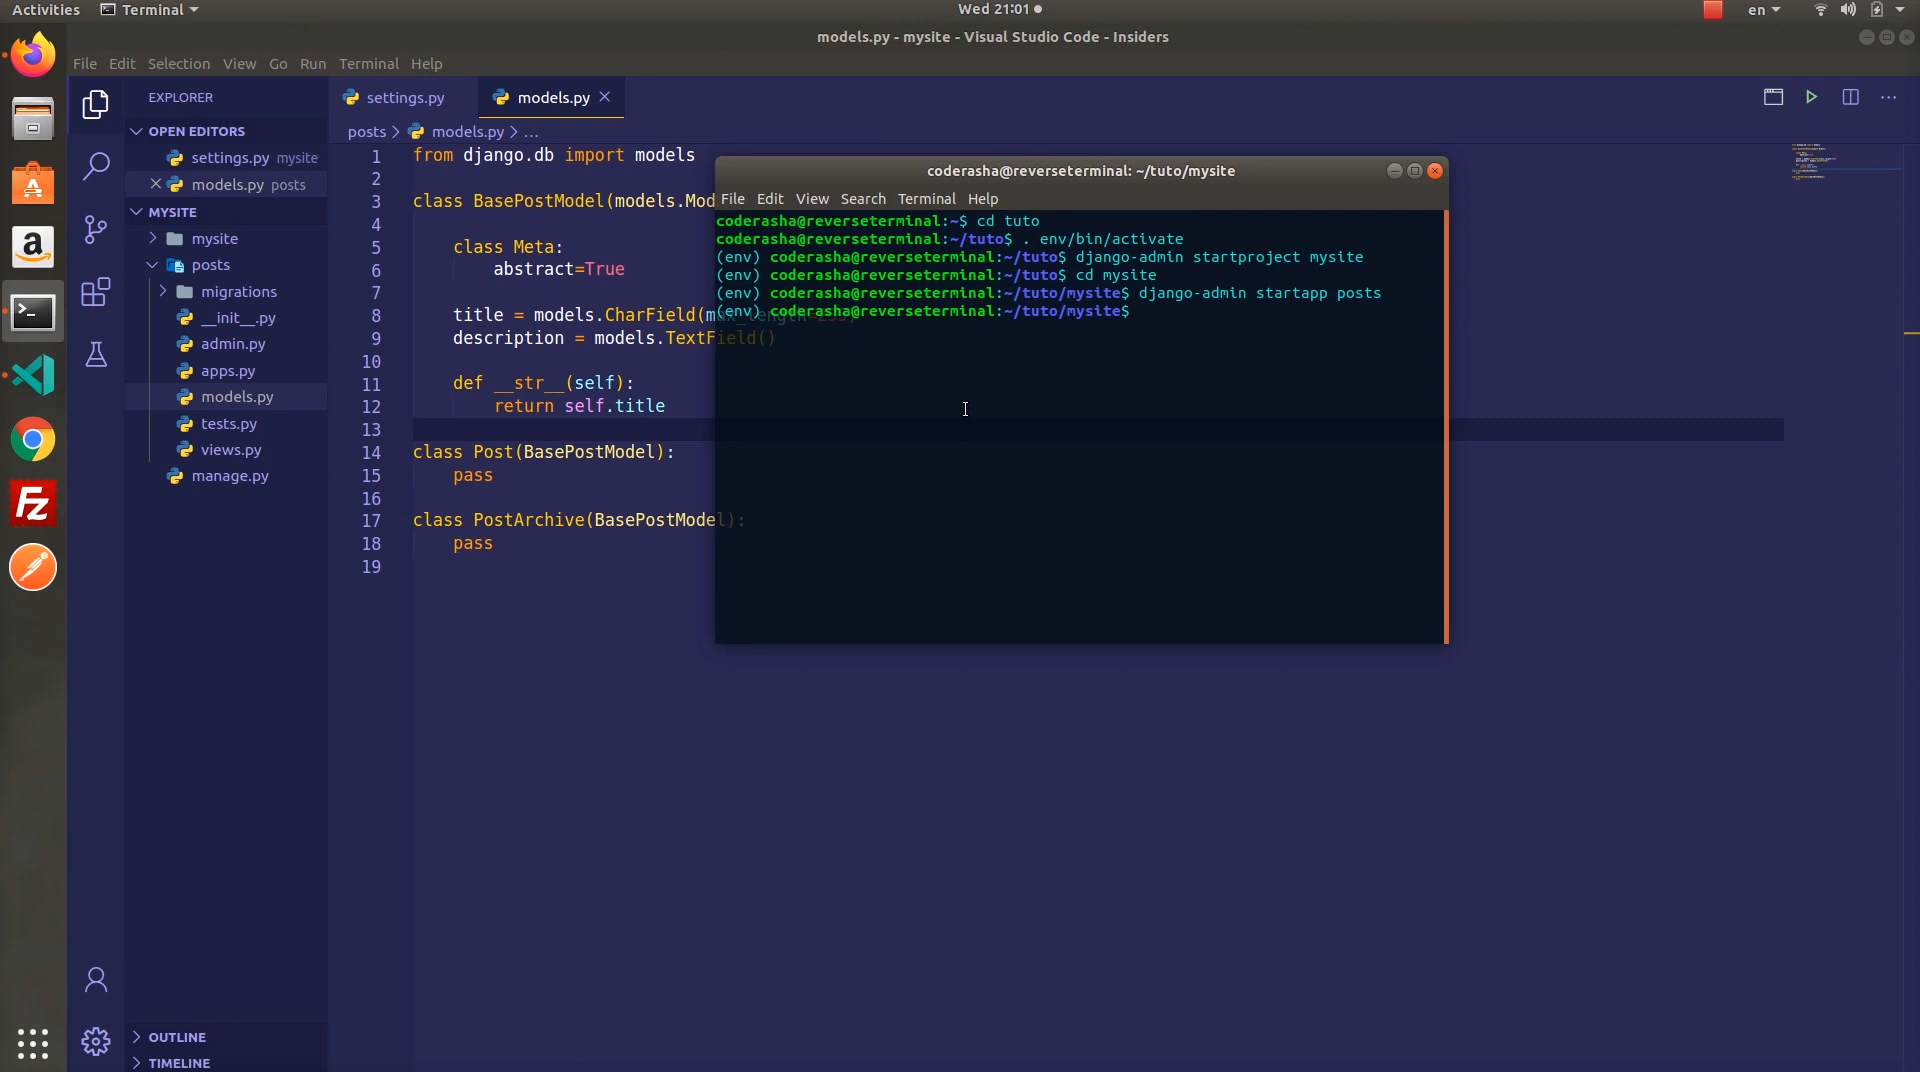 Activities Terminal Wed 21:01 en
models.py - mysite - Visual Studio Code - Insiders
File Edit Selection View Go Run Terminal Help
EXPLORER
OPEN EDITORS
settings.py mysite
models.py posts
MYSITE
mysite
posts
migrations
__init__.py
admin.py
apps.py
models.py
tests.py
views.py
manage.py
OUTLINE
TIMELINE
settings.py models.py
posts > models.py > ...
1 from django.db import models
2
3 class BasePostModel(models.Mod
4
5 class Meta:
6 abstract=True
7
8 title = models.CharField(max_length=255)
9 description = models.TextField()
10
11 def __str__(self):
12 return self.title
13
14 class Post(BasePostModel):
15 pass
16
17 class PostArchive(BasePostModel):
18 pass
19
coderasha@reverseterminal: ~/tuto/mysite
File Edit View Search Terminal Help
coderasha@reverseterminal:~$ cd tuto
coderasha@reverseterminal:~/tuto$ . env/bin/activate
(env) coderasha@reverseterminal:~/tuto$ django-admin startproject mysite
(env) coderasha@reverseterminal:~/tuto$ cd mysite
(env) coderasha@reverseterminal:~/tuto/mysite$ django-admin startapp posts
(env) coderasha@reverseterminal:~/tuto/mysite$